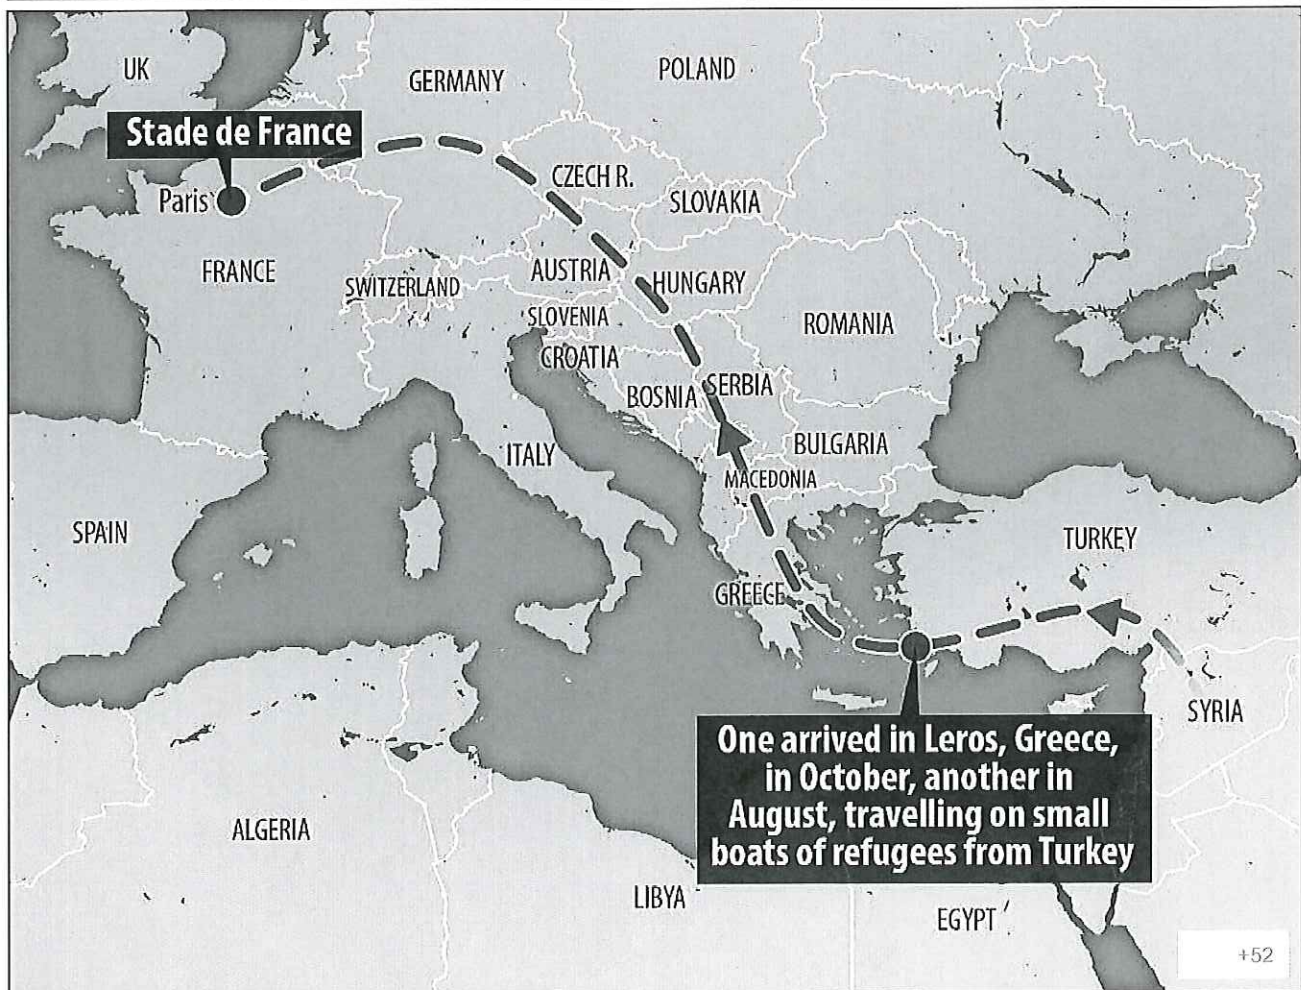 UK
GERMANY
POLAND
Stade de France
Paris
CZECH R.
SLOVAKIA
FRANCE
SWITZERLAND
AUSTRIA
HUNGARY
SLOVENIA
ROMANIA
CROATIA
BOSNIA
SERBIA
ITALY
BULGARIA
MACEDONIA
SPAIN
TURKEY
GREECE
SYRIA
One arrived in Leros, Greece,
in October, another in
August, travelling on small
boats of refugees from Turkey
ALGERIA
LIBYA
EGYPT
+52